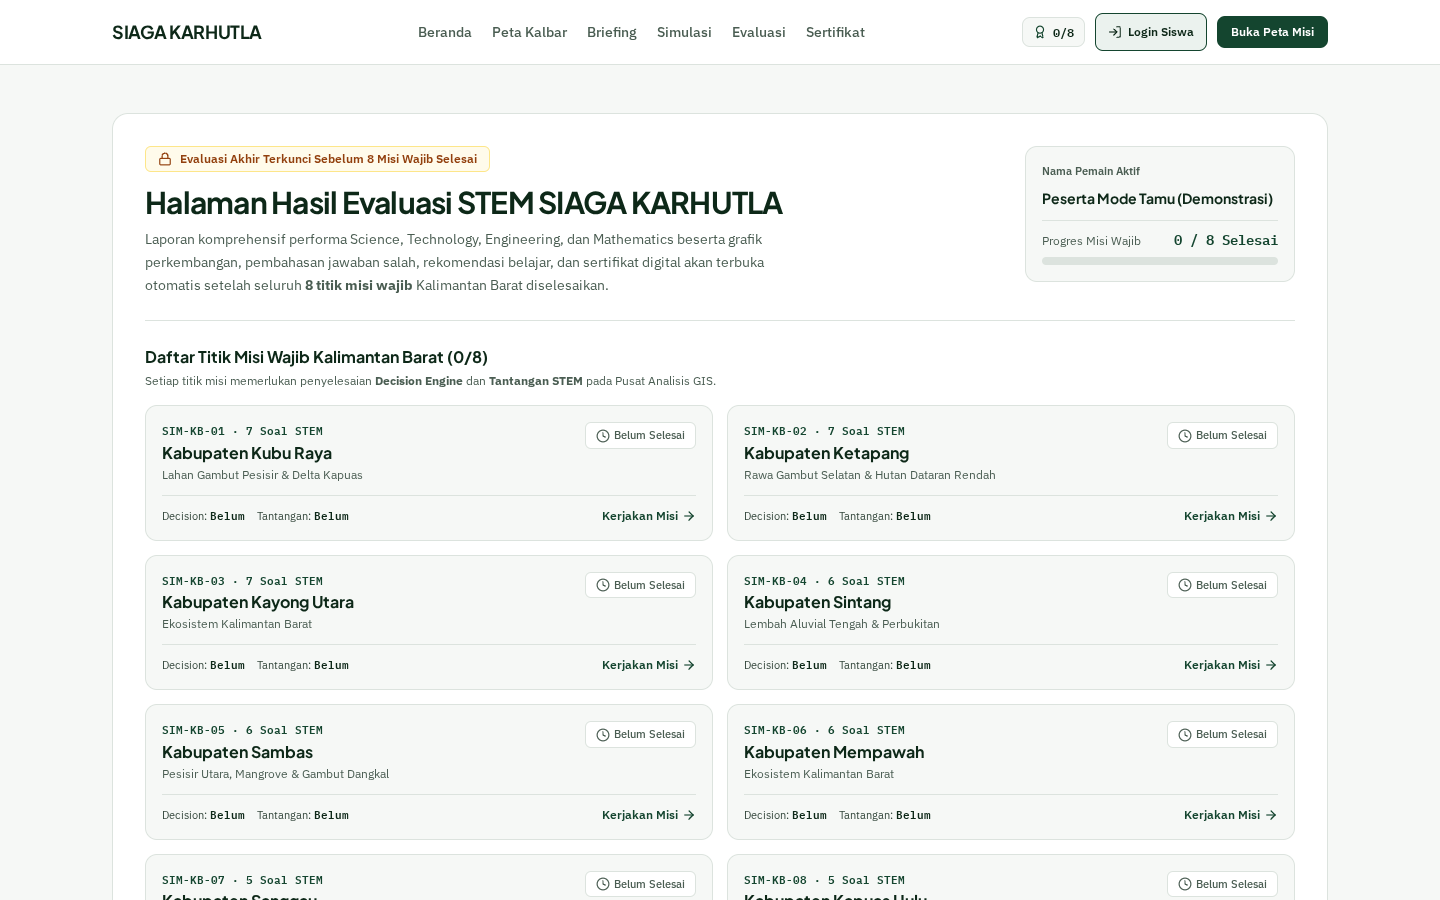 SIAGA KARHUTLA
Beranda
Peta Kalbar
Briefing
Simulasi
Evaluasi
Sertifikat
0/8
Login Siswa
Buka Peta Misi
Evaluasi Akhir Terkunci Sebelum 8 Misi Wajib Selesai
Halaman Hasil Evaluasi STEM SIAGA KARHUTLA
Laporan komprehensif performa Science, Technology, Engineering, dan Mathematics beserta grafik
perkembangan, pembahasan jawaban salah, rekomendasi belajar, dan sertifikat digital akan terbuka
otomatis setelah seluruh 8 titik misi wajib Kalimantan Barat diselesaikan.
Nama Pemain Aktif
Peserta Mode Tamu (Demonstrasi)
Progres Misi Wajib
0 / 8 Selesai
Daftar Titik Misi Wajib Kalimantan Barat (0/8)
Setiap titik misi memerlukan penyelesaian Decision Engine dan Tantangan STEM pada Pusat Analisis GIS.
SIM-KB-01 · 7 Soal STEM
Belum Selesai
Kabupaten Kubu Raya
Lahan Gambut Pesisir & Delta Kapuas
Decision: Belum Tantangan: Belum
Kerjakan Misi →
SIM-KB-02 · 7 Soal STEM
Belum Selesai
Kabupaten Ketapang
Rawa Gambut Selatan & Hutan Dataran Rendah
Decision: Belum Tantangan: Belum
Kerjakan Misi →
SIM-KB-03 · 7 Soal STEM
Belum Selesai
Kabupaten Kayong Utara
Ekosistem Kalimantan Barat
Decision: Belum Tantangan: Belum
Kerjakan Misi →
SIM-KB-04 · 6 Soal STEM
Belum Selesai
Kabupaten Sintang
Lembah Aluvial Tengah & Perbukitan
Decision: Belum Tantangan: Belum
Kerjakan Misi →
SIM-KB-05 · 6 Soal STEM
Belum Selesai
Kabupaten Sambas
Pesisir Utara, Mangrove & Gambut Dangkal
Decision: Belum Tantangan: Belum
Kerjakan Misi →
SIM-KB-06 · 6 Soal STEM
Belum Selesai
Kabupaten Mempawah
Ekosistem Kalimantan Barat
Decision: Belum Tantangan: Belum
Kerjakan Misi →
SIM-KB-07 · 5 Soal STEM
Belum Selesai
Kabupaten Sanggau
SIM-KB-08 · 5 Soal STEM
Belum Selesai
Kabupaten Kapuas Hulu